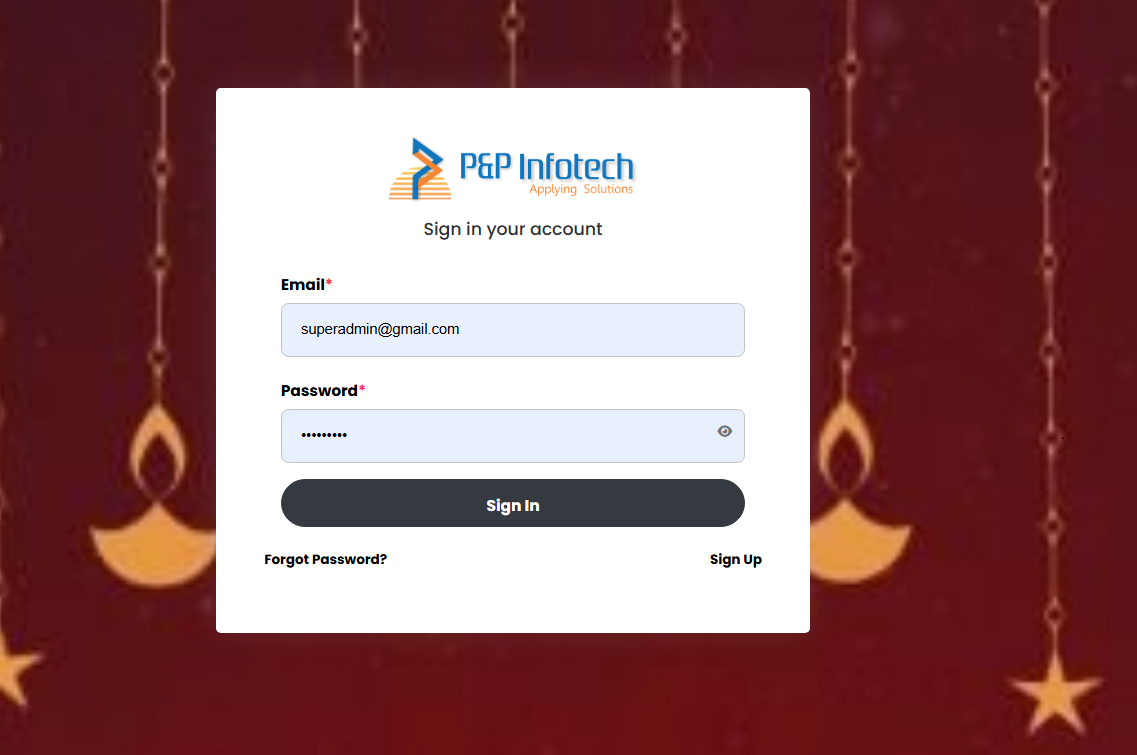 P&P Infotech
Applying Solutions
Sign in your account
Email*
superadmin@gmail.com
Password*
•••••••••
Sign In
Forgot Password?
Sign Up